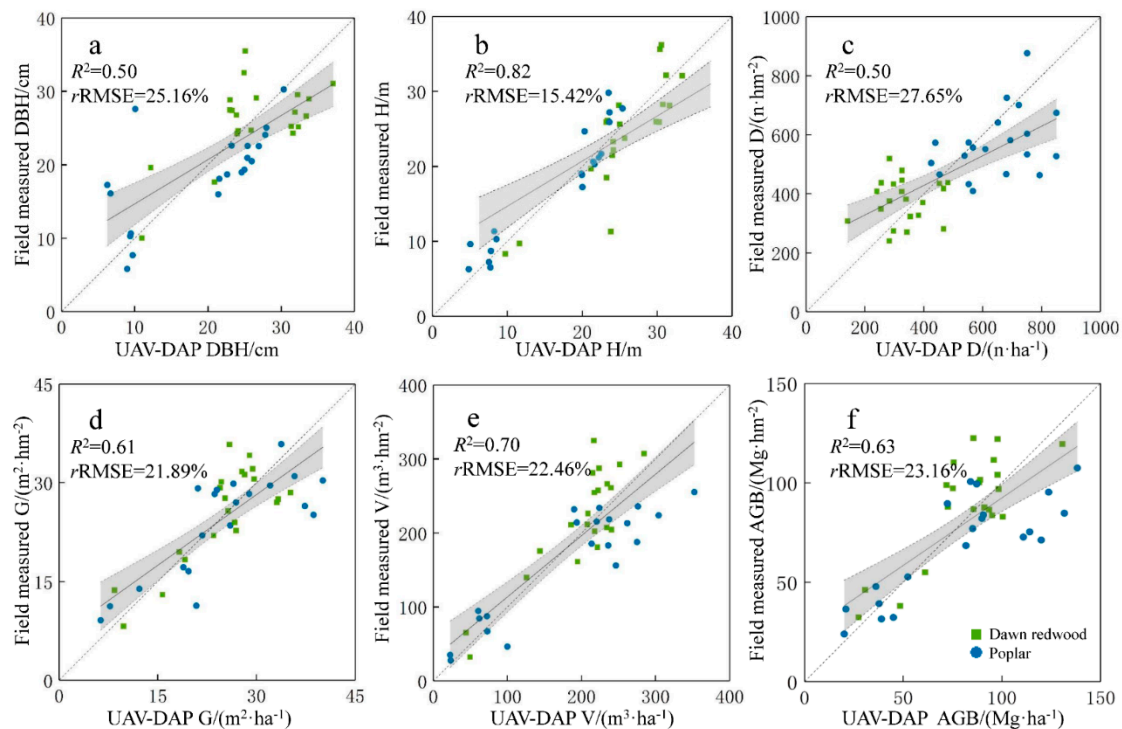 a
R²=0.50
rRMSE=25.16%
Field measured DBH/cm
40
30
20
10
0
0 10 20 30 40
UAV-DAP DBH/cm
b
R²=0.82
rRMSE=15.42%
Field measured H/m
40
30
20
10
0
0 10 20 30 40
UAV-DAP H/m
c
R²=0.50
rRMSE=27.65%
Field measured D/(n·hm⁻²)
1000
800
600
400
200
0
0 200 400 600 800 1000
UAV-DAP D/(n·ha⁻¹)
d
R²=0.61
rRMSE=21.89%
Field measured G/(m²·hm⁻²)
45
30
15
0
0 15 30 45
UAV-DAP G/(m²·ha⁻¹)
e
R²=0.70
rRMSE=22.46%
Field measured V/(m³·hm⁻²)
400
300
200
100
0
0 100 200 300 400
UAV-DAP V/(m³·ha⁻¹)
f
R²=0.63
rRMSE=23.16%
Field measured AGB/(Mg·hm⁻²)
150
100
50
0
Dawn redwood
Poplar
0 50 100 150
UAV-DAP AGB/(Mg·ha⁻¹)